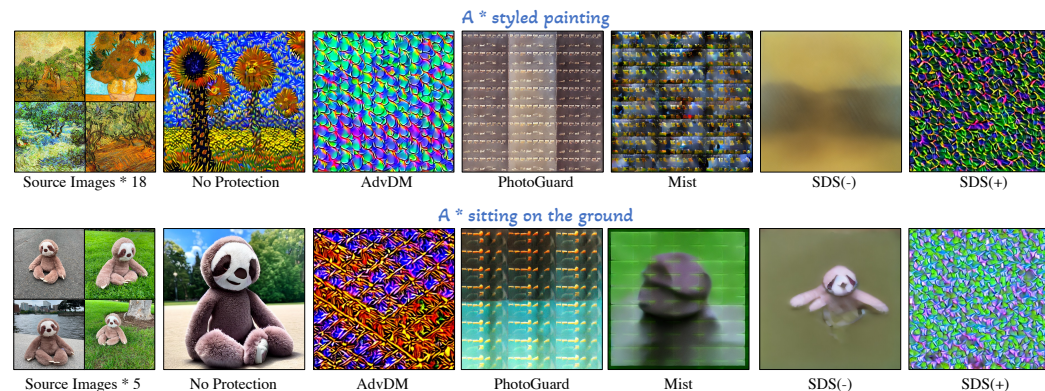 A * styled painting
Source Images * 18
No Protection
AdvDM
PhotoGuard
Mist
SDS(-)
SDS(+)
A * sitting on the ground
Source Images * 5
No Protection
AdvDM
PhotoGuard
Mist
SDS(-)
SDS(+)